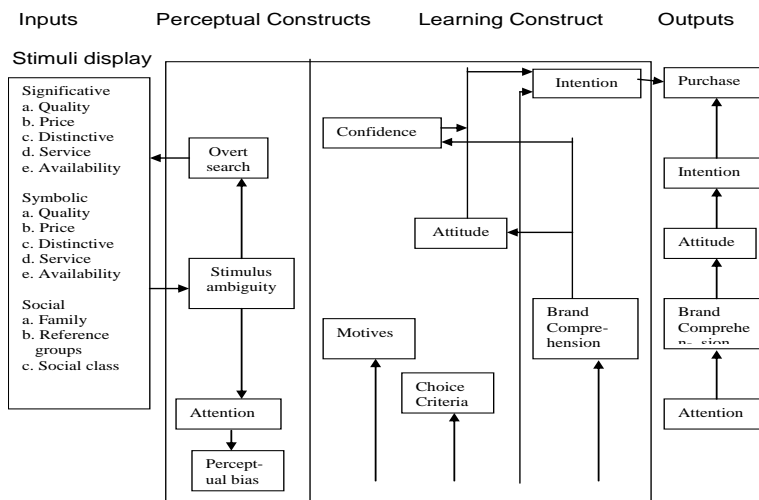 Inputs
Perceptual Constructs
Learning Construct
Outputs
Stimuli display
Significative
a. Quality
b. Price
c. Distinctive
d. Service
e. Availability
Symbolic
a. Quality
b. Price
c. Distinctive
d. Service
e. Availability
Social
a. Family
b. Reference
groups
c. Social class
Overt
search
Stimulus
ambiguity
Attention
Percept-
ual bias
Confidence
Attitude
Motives
Choice
Criteria
Intention
Brand
Compre-
hension
Purchase
Intention
Attitude
Brand
Comprehe
n- sion
Attention